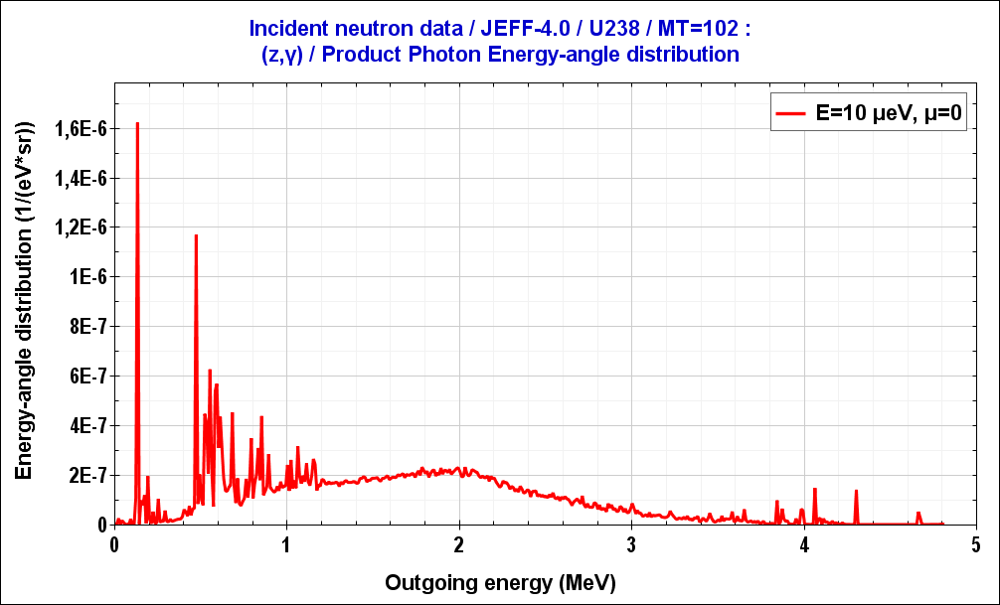 Incident neutron data / JEFF-4.0 / U238 / MT=102 :
(z,γ) / Product Photon Energy-angle distribution
E=10 µeV, µ=0
Energy-angle distribution (1/(eV*sr))
1,6E-6
1,4E-6
1,2E-6
1E-6
8E-7
6E-7
4E-7
2E-7
0
0 1 2 3 4 5
Outgoing energy (MeV)